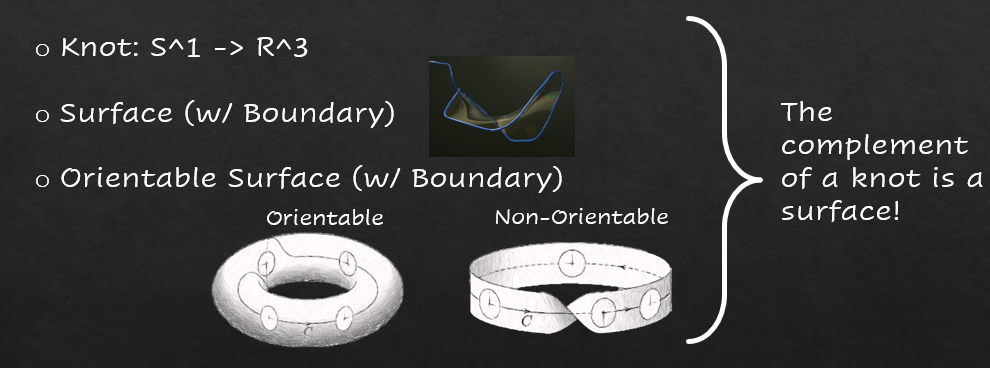 Knot: S^1 -> R^3
Surface (w/ Boundary)
Orientable Surface (w/ Boundary)
Orientable
Non-Orientable
C
C
The
complement
of a knot is a
surface!